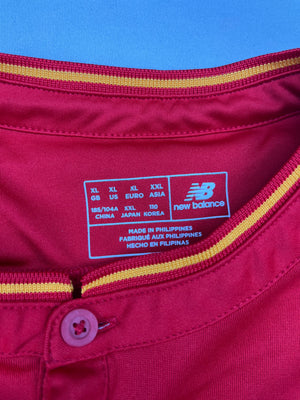 XL XL XL XXL
GB US EURO ASIA
185/104A XXL 110
CHINA JAPAN KOREA
NB
new balance
MADE IN PHILIPPINES
FABRIQUÉ AUX PHILIPPINES
HECHO EN FILIPINAS